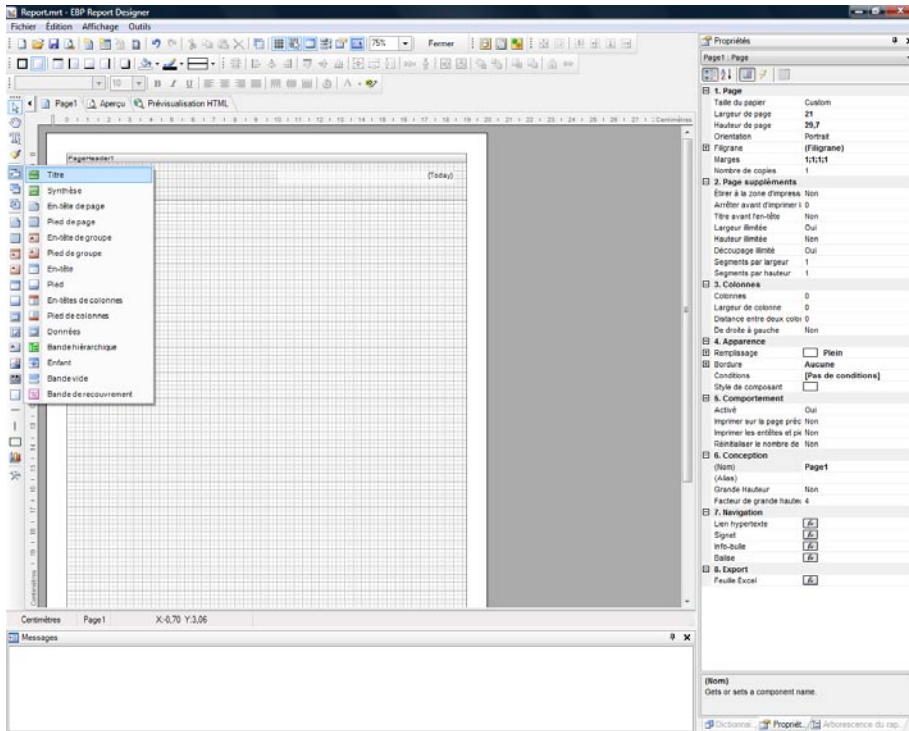 Report.mrt - EBP Report Designer
Fichier Édition Affichage Outils
75% Fermer
10 B I U
Page1 Aperçu Prévisualisation HTML
Centimètres
PageHeader1
(Today)
Titre
Synthèse
En-tête de page
Pied de page
En-tête de groupe
Pied de groupe
En-tête
Pied
En-têtes de colonnes
Pied de colonnes
Données
Bande hiérarchique
Enfant
Bande vide
Bande de recouvrement
Centimètres
Centimètres Page1 X:-0,70 Y:3,06
Messages
Propriétés
Page1 : Page
1. Page
Taille du papier Custom
Largeur de page 21
Hauteur de page 29,7
Orientation Portrait
Filigrane (Filigrane)
Marges 1;1;1;1
Nombre de copies 1
2. Page suppléments
Étirer à la zone d'impress Non
Arrêter avant d'imprimer l 0
Titre avant l'en-tête Non
Largeur illimitée Oui
Hauteur illimitée Non
Découpage illimité Oui
Segments par largeur 1
Segments par hauteur 1
3. Colonnes
Colonnes 0
Largeur de colonne 0
Distance entre deux color 0
De droite à gauche Non
4. Apparence
Remplissage Plein
Bordure Aucune
Conditions [Pas de conditions]
Style de composant
5. Comportement
Activé Oui
Imprimer sur la page préc Non
Imprimer les entêtes et pie Non
Réinitialiser le nombre de Non
6. Conception
(Nom) Page1
(Alias)
Grande Hauteur Non
Facteur de grande hauteu 4
7. Navigation
Lien hypertexte
Signet
Info-bulle
Balise
8. Export
Feuille Excel
(Nom)
Gets or sets a component name.
Dictionnai... Propriét... Arborescence du rap...